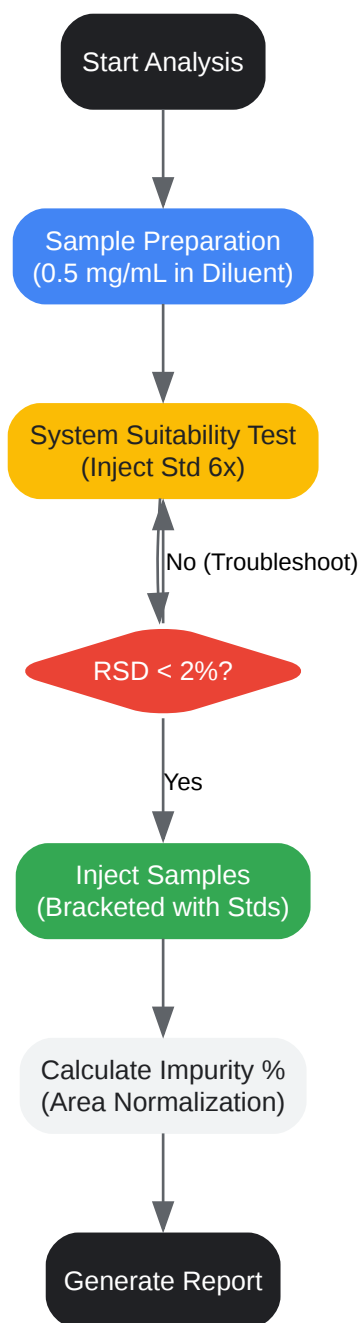 Start Analysis
Sample Preparation
(0.5 mg/mL in Diluent)
System Suitability Test
(Inject Std 6x)
No (Troubleshoot)
RSD < 2%?
Yes
Inject Samples
(Bracketed with Stds)
Calculate Impurity %
(Area Normalization)
Generate Report